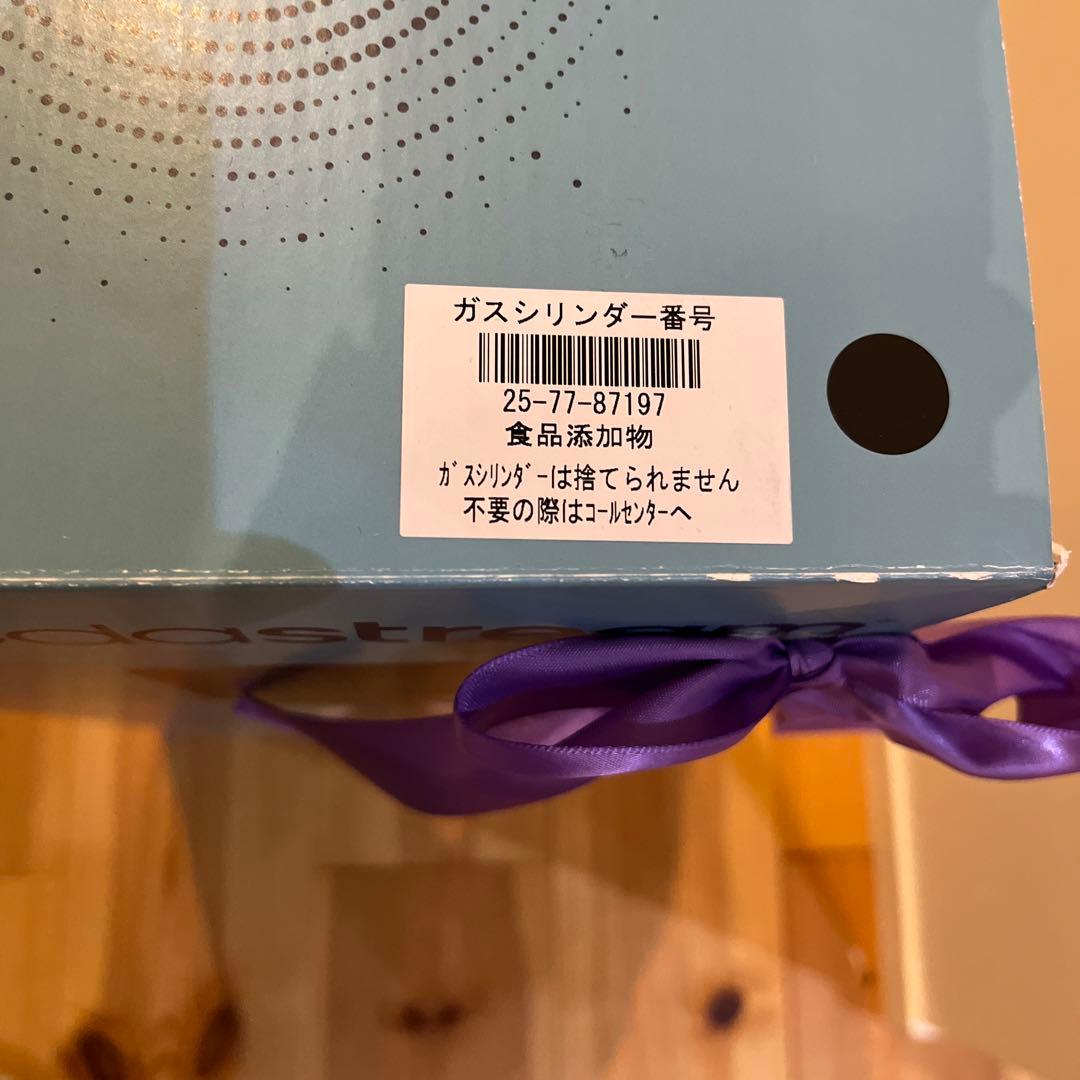 ガスシリンダー番号
25-77-87197
食品添加物
ｶﾞｽｼﾘﾝﾀﾞｰは捨てられません
不要の際はｺｰﾙｾﾝﾀｰへ
sodastream